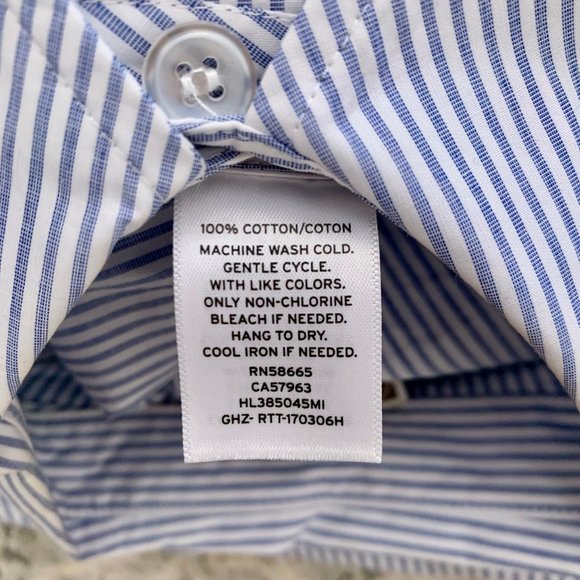 100% COTTON/COTON
MACHINE WASH COLD.
GENTLE CYCLE.
WITH LIKE COLORS.
ONLY NON-CHLORINE
BLEACH IF NEEDED.
HANG TO DRY.
COOL IRON IF NEEDED.
RN58665
CA57963
HL385045MI
GHZ- RTT-170306H